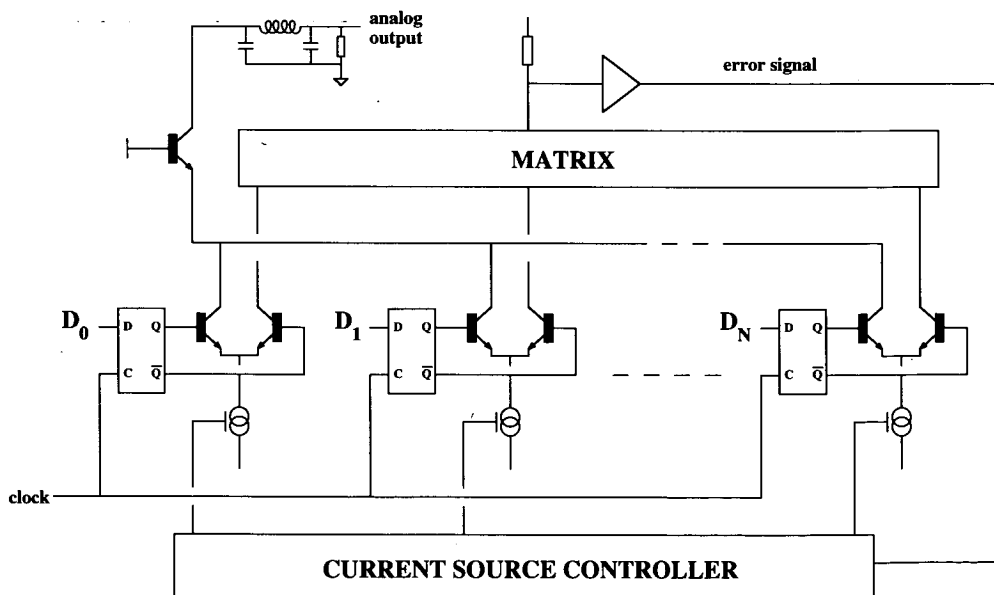 analog
output
error signal
MATRIX
D0 D Q
C Q̅
D1 D Q
C Q̅
DN D Q
C Q̅
clock
CURRENT SOURCE CONTROLLER